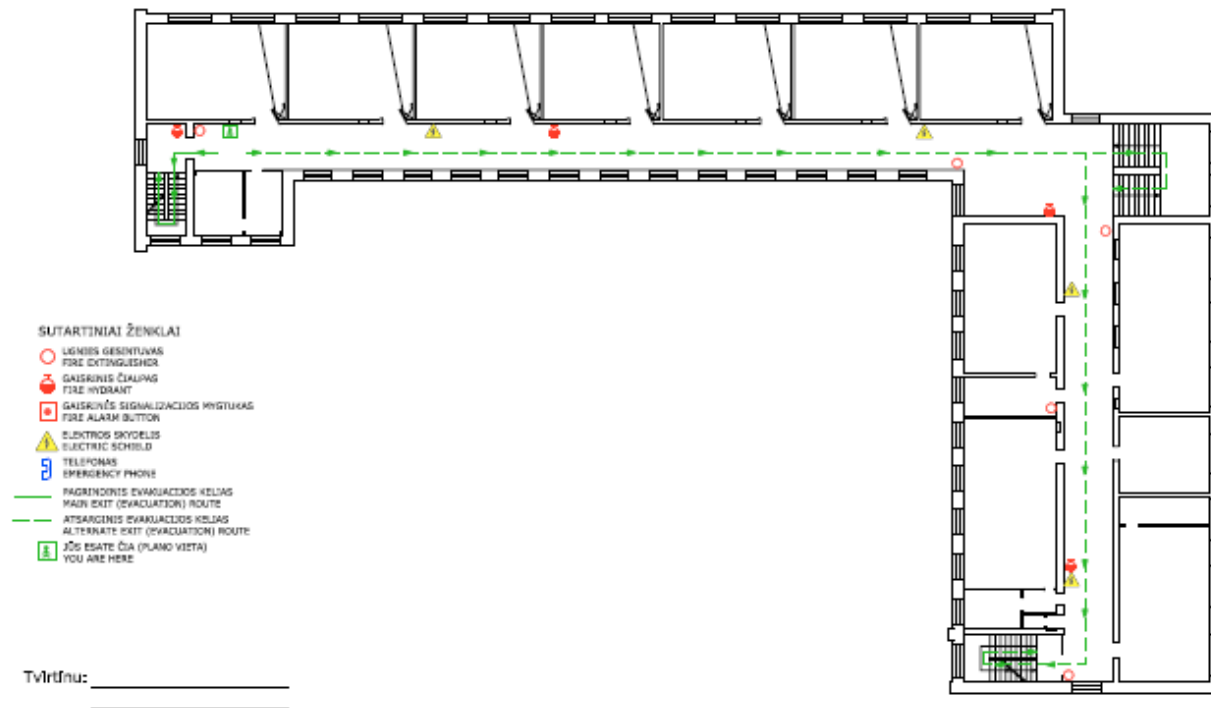 SUTARTINIAI ŽENKLAI
UGNIES GESINTUVAS
FIRE EXTINGUISHER
GAISRINIS ČIAUPAS
FIRE HYDRANT
GAISRINĖS SIGNALIZACIJOS MYGTUKAS
FIRE ALARM BUTTON
ELEKTROS SKYDELIS
ELECTRIC SCHIELD
TELEFONAS
EMERGENCY PHONE
PAGRINDINIS EVAKUACIJOS KELIAS
MAIN EXIT (EVACUATION) ROUTE
ATSARGINIS EVAKUACIJOS KELIAS
ALTERNATE EXIT (EVACUATION) ROUTE
JŪS ESATE ČIA (PLANO VIETA)
YOU ARE HERE
Tvirtinu: